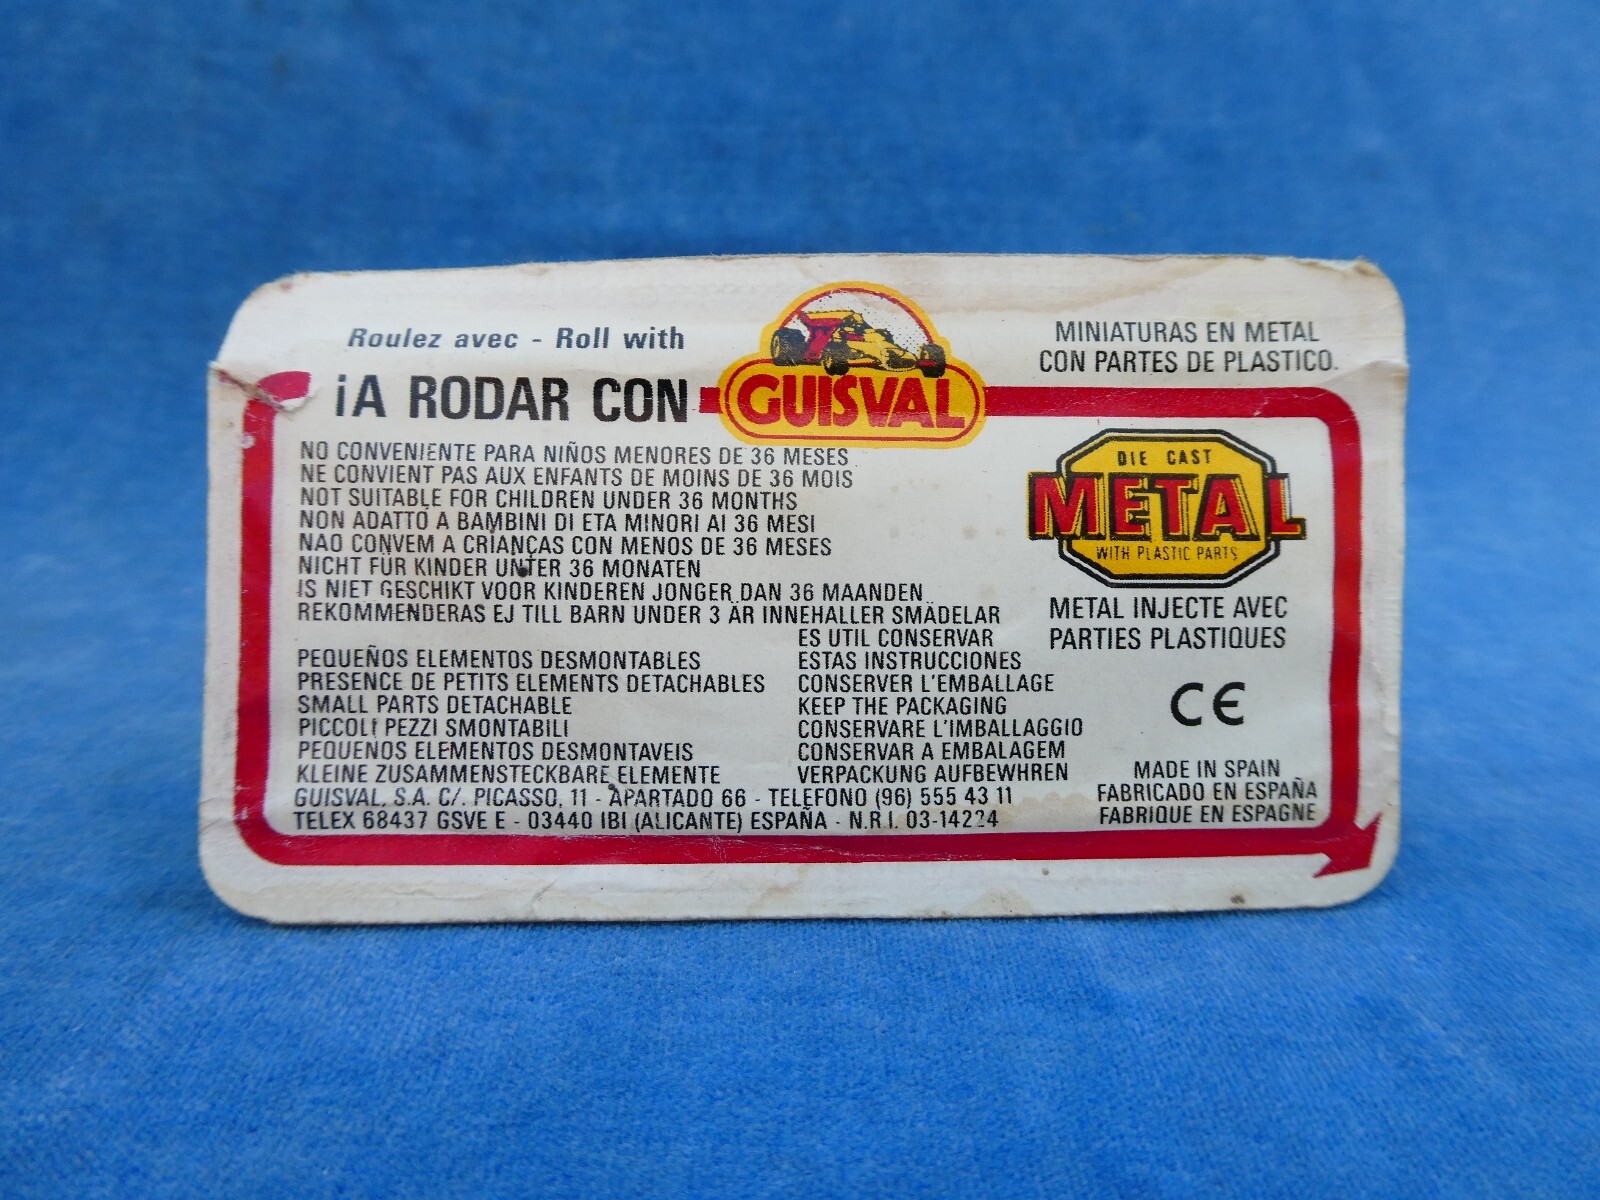 Roulez avec - Roll with
¡A RODAR CON
GUISVAL
MINIATURAS EN METAL
CON PARTES DE PLASTICO.
NO CONVENIENTE PARA NIÑOS MENORES DE 36 MESES
NE CONVIENT PAS AUX ENFANTS DE MOINS DE 36 MOIS
NOT SUITABLE FOR CHILDREN UNDER 36 MONTHS
NON ADATTO A BAMBINI DI ETA MINORI AI 36 MESI
NAO CONVEM A CRIANÇAS CON MENOS DE 36 MESES
NICHT FÜR KINDER UNTER 36 MONATEN
IS NIET GESCHIKT VOOR KINDEREN JONGER DAN 36 MAANDEN
REKOMMENDERAS EJ TILL BARN UNDER 3 ÄR INNEHALLER SMÄDELAR
PEQUEÑOS ELEMENTOS DESMONTABLES
PRESENCE DE PETITS ELEMENTS DETACHABLES
SMALL PARTS DETACHABLE
PICCOLI PEZZI SMONTABILI
PEQUENOS ELEMENTOS DESMONTAVEIS
KLEINE ZUSAMMENSTECKBARE ELEMENTE
ES UTIL CONSERVAR
ESTAS INSTRUCCIONES
CONSERVER L'EMBALLAGE
KEEP THE PACKAGING
CONSERVARE L'IMBALLAGGIO
CONSERVAR A EMBALAGEM
VERPACKUNG AUFBEWHREN
GUISVAL, S.A. C/. PICASSO, 11 - APARTADO 66 - TELEFONO (96) 555 43 11
TELEX 68437 GSVE E - 03440 IBI (ALICANTE) ESPAÑA - N.R.I. 03-14224
DIE CAST
METAL
WITH PLASTIC PARTS
METAL INJECTE AVEC
PARTIES PLASTIQUES
CE
MADE IN SPAIN
FABRICADO EN ESPAÑA
FABRIQUE EN ESPAGNE